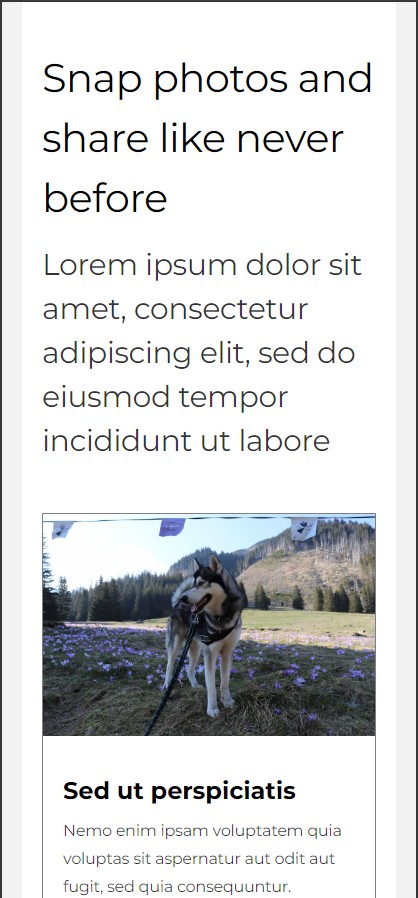 Snap photos and
share like never
before
Lorem ipsum dolor sit
amet, consectetur
adipiscing elit, sed do
eiusmod tempor
incididunt ut labore
Sed ut perspiciatis
Nemo enim ipsam voluptatem quia
voluptas sit aspernatur aut odit aut
fugit, sed quia consequuntur.